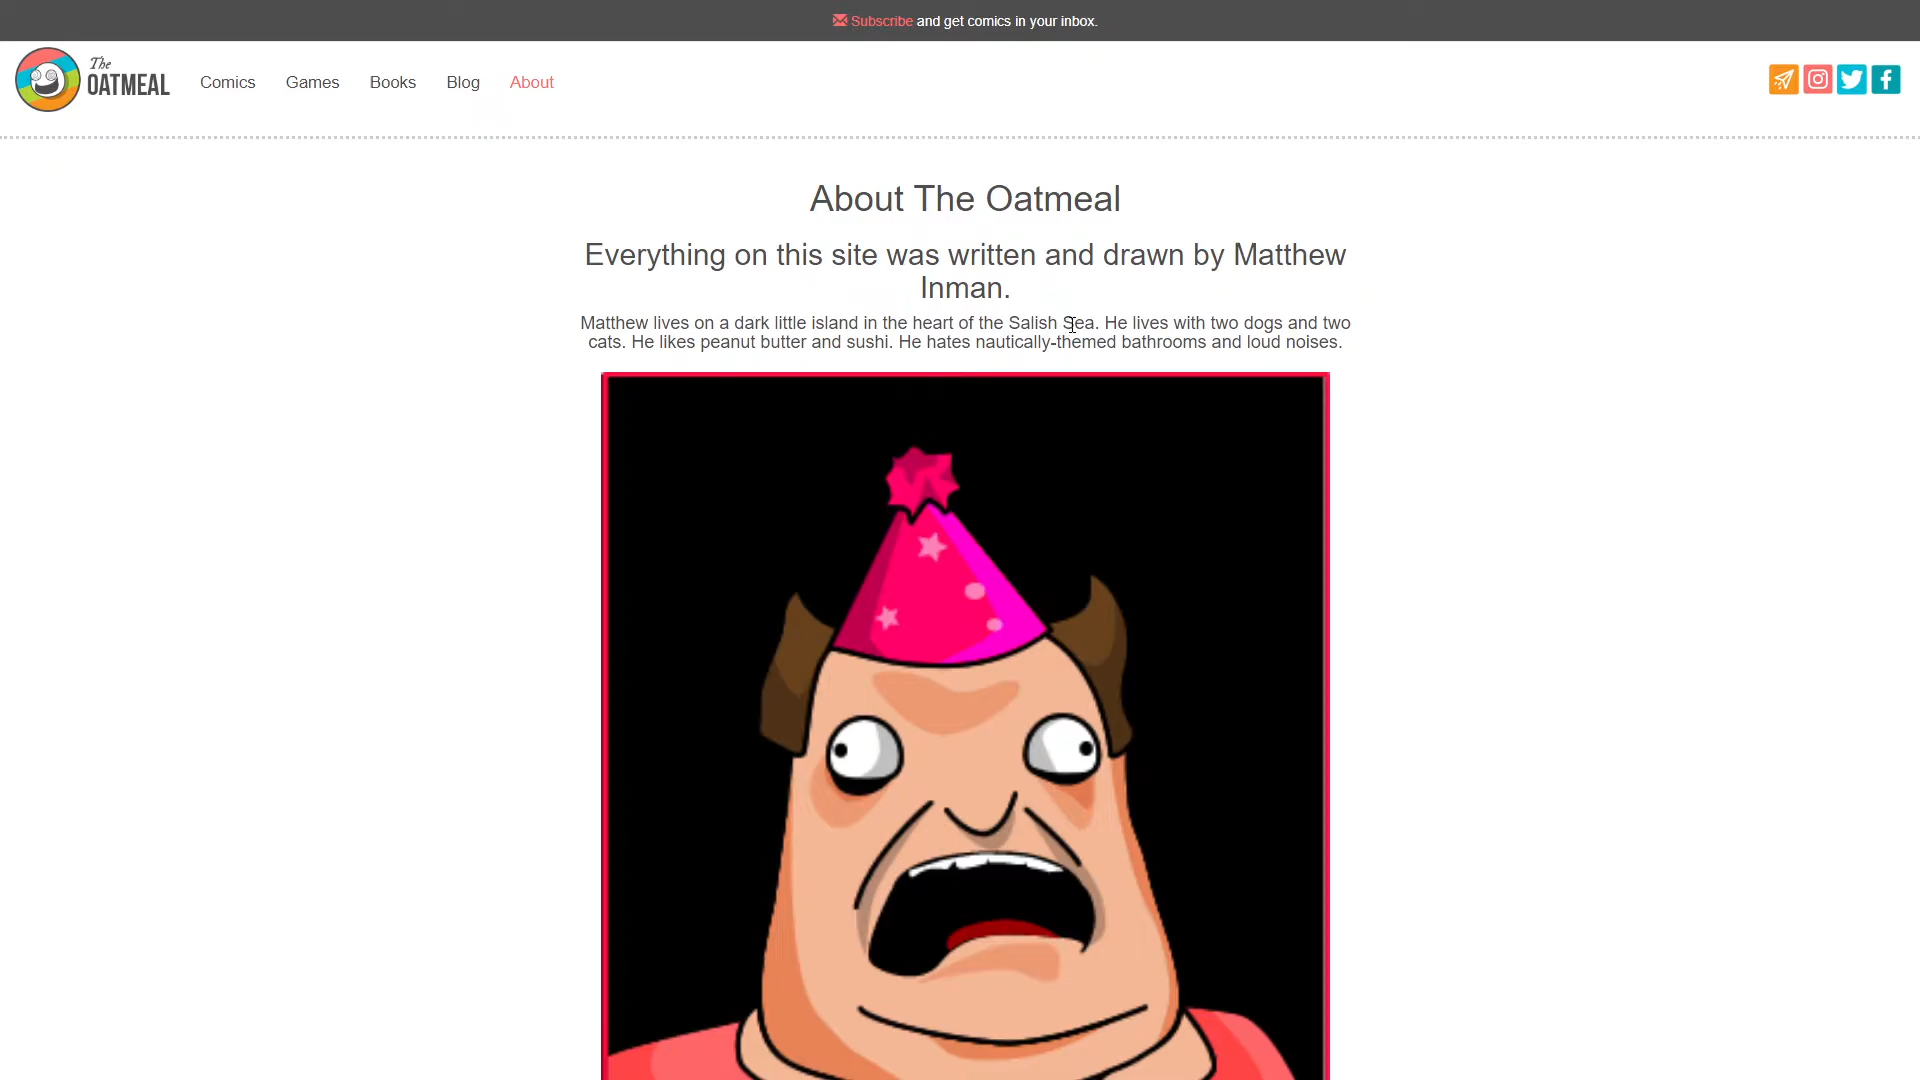 Subscribe and get comics in your inbox.
The
OATMEAL
Comics
Games
Books
Blog
About
About The Oatmeal
Everything on this site was written and drawn by Matthew
Inman.
Matthew lives on a dark little island in the heart of the Salish Sea. He lives with two dogs and two
cats. He likes peanut butter and sushi. He hates nautically-themed bathrooms and loud noises.